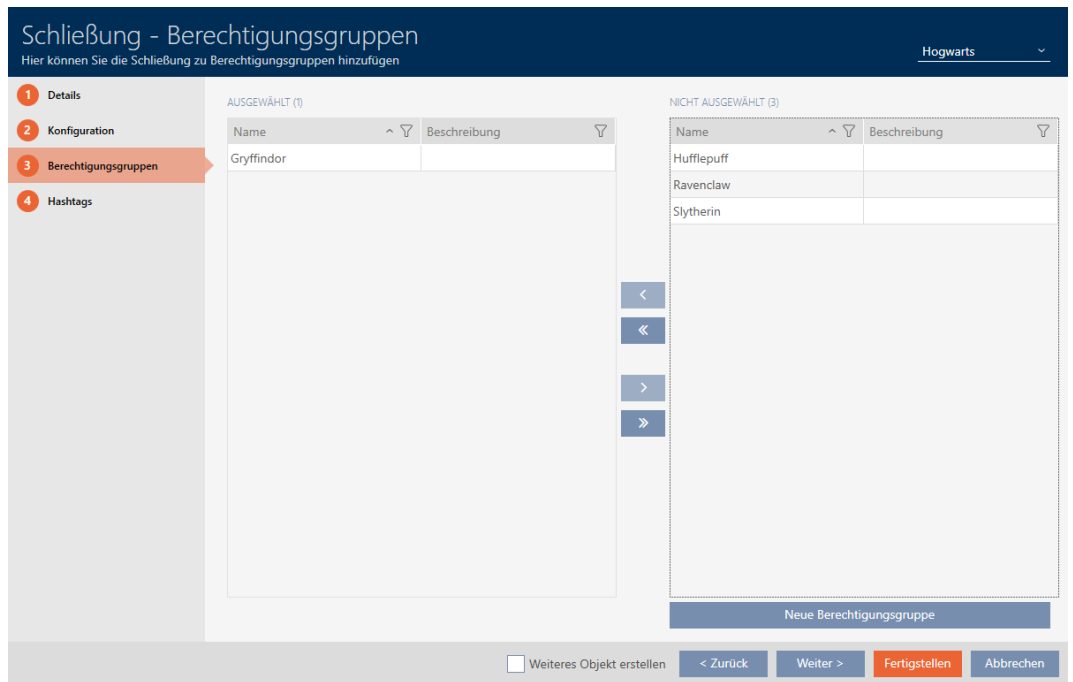 Schließung - Berechtigungsgruppen
Hier können Sie die Schließung zu Berechtigungsgruppen hinzufügen
Hogwarts
1 Details
2 Konfiguration
3 Berechtigungsgruppen
4 Hashtags
AUSGEWÄHLT (1)
Name Beschreibung
Gryffindor
NICHT AUSGEWÄHLT (3)
Name Beschreibung
Hufflepuff
Ravenclaw
Slytherin
Neue Berechtigungsgruppe
Weiteres Objekt erstellen < Zurück Weiter > Fertigstellen Abbrechen